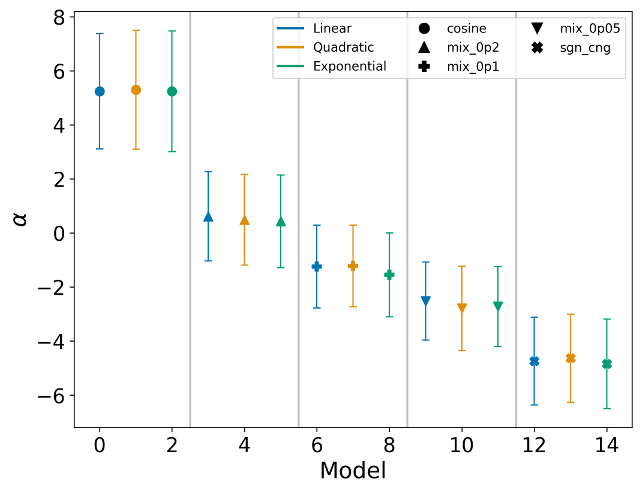 8
6
4
2
0
−2
−4
−6
α
Linear
Quadratic
Exponential
cosine
mix_0p2
mix_0p1
mix_0p05
sgn_cng
0 2 4 6 8 10 12 14
Model